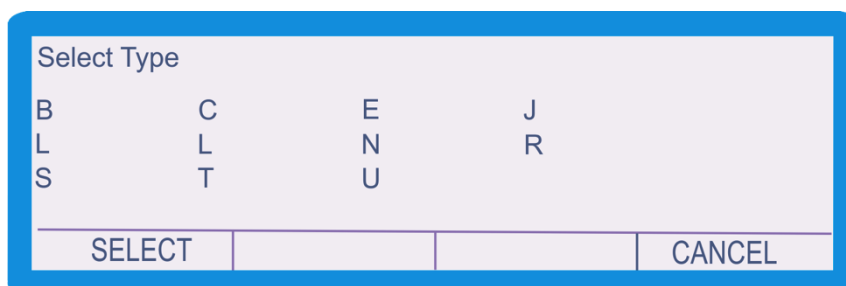 Select Type
B C E J
L L N R
S T U
SELECT CANCEL